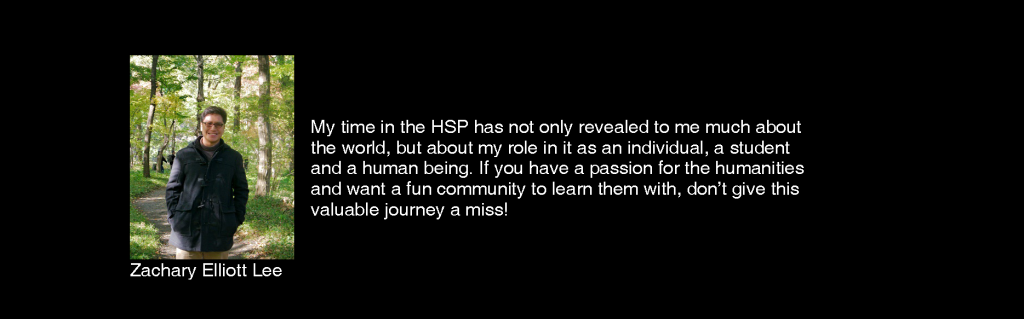 My time in the HSP has not only revealed to me much about
the world, but about my role in it as an individual, a student
and a human being. If you have a passion for the humanities
and want a fun community to learn them with, don’t give this
valuable journey a miss!
Zachary Elliott Lee